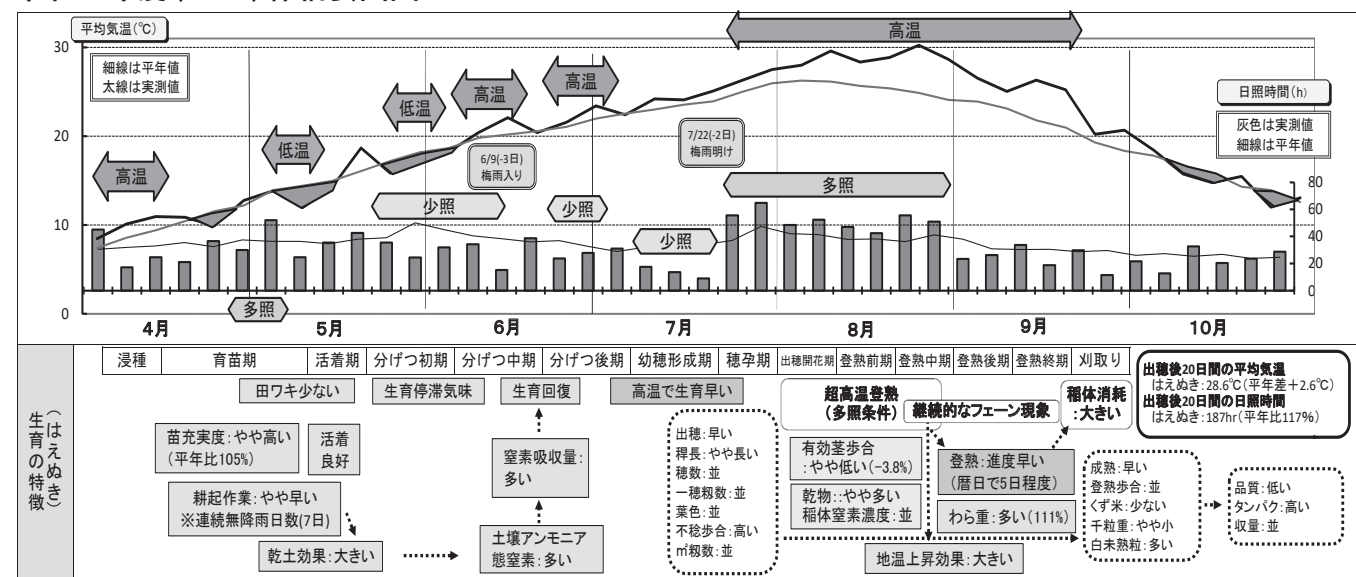 平均気温(℃)
30
20
10
0
細線は平年値
太線は実測値
高温
低温
低温
高温
高温
高温
6/9(-3日)
梅雨入り
7/22(-2日)
梅雨明け
日照時間(h)
灰色は実測値
細線は平年値
80
60
40
20
0
多照
少照
少照
少照
多照
4月
5月
6月
7月
8月
9月
10月
生育の特徴
(はえぬき)
浸種
育苗期
活着期
分げつ初期
分げつ中期
分げつ後期
幼穂形成期
穂孕期
出穂開花期
登熟前期
登熟中期
登熟後期
登熟終期
刈取り
田ワキ少ない
生育停滞気味
生育回復
高温で生育早い
超高温登熟
(多照条件)
継続的なフェーン現象
稲体消耗
:大きい
出穂後20日間の平均気温
はえぬき:28.6℃(平年差+2.6℃)
出穂後20日間の日照時間
はえぬき:187hr(平年比117%)
苗充実度:やや高い
(平年比105%)
活着
良好
耕起作業:やや早い
※連続無降雨日数(7日)
乾土効果:大きい
窒素吸収量:
多い
土壌アンモニア
態窒素:多い
出穂:早い
稈長:やや長い
穂数:並
一穂籾数:並
葉色:並
不稔歩合:高い
㎡籾数:並
有効茎歩合
:やや低い(-3.8%)
乾物::やや多い
稲体窒素濃度:並
登熟:進度早い
(暦日で5日程度)
わら重:多い(111%)
地温上昇効果:大きい
成熟:早い
登熟歩合:並
くず米:少ない
千粒重:やや小
白未熟粒:多い
品質:低い
タンパク:高い
収量:並